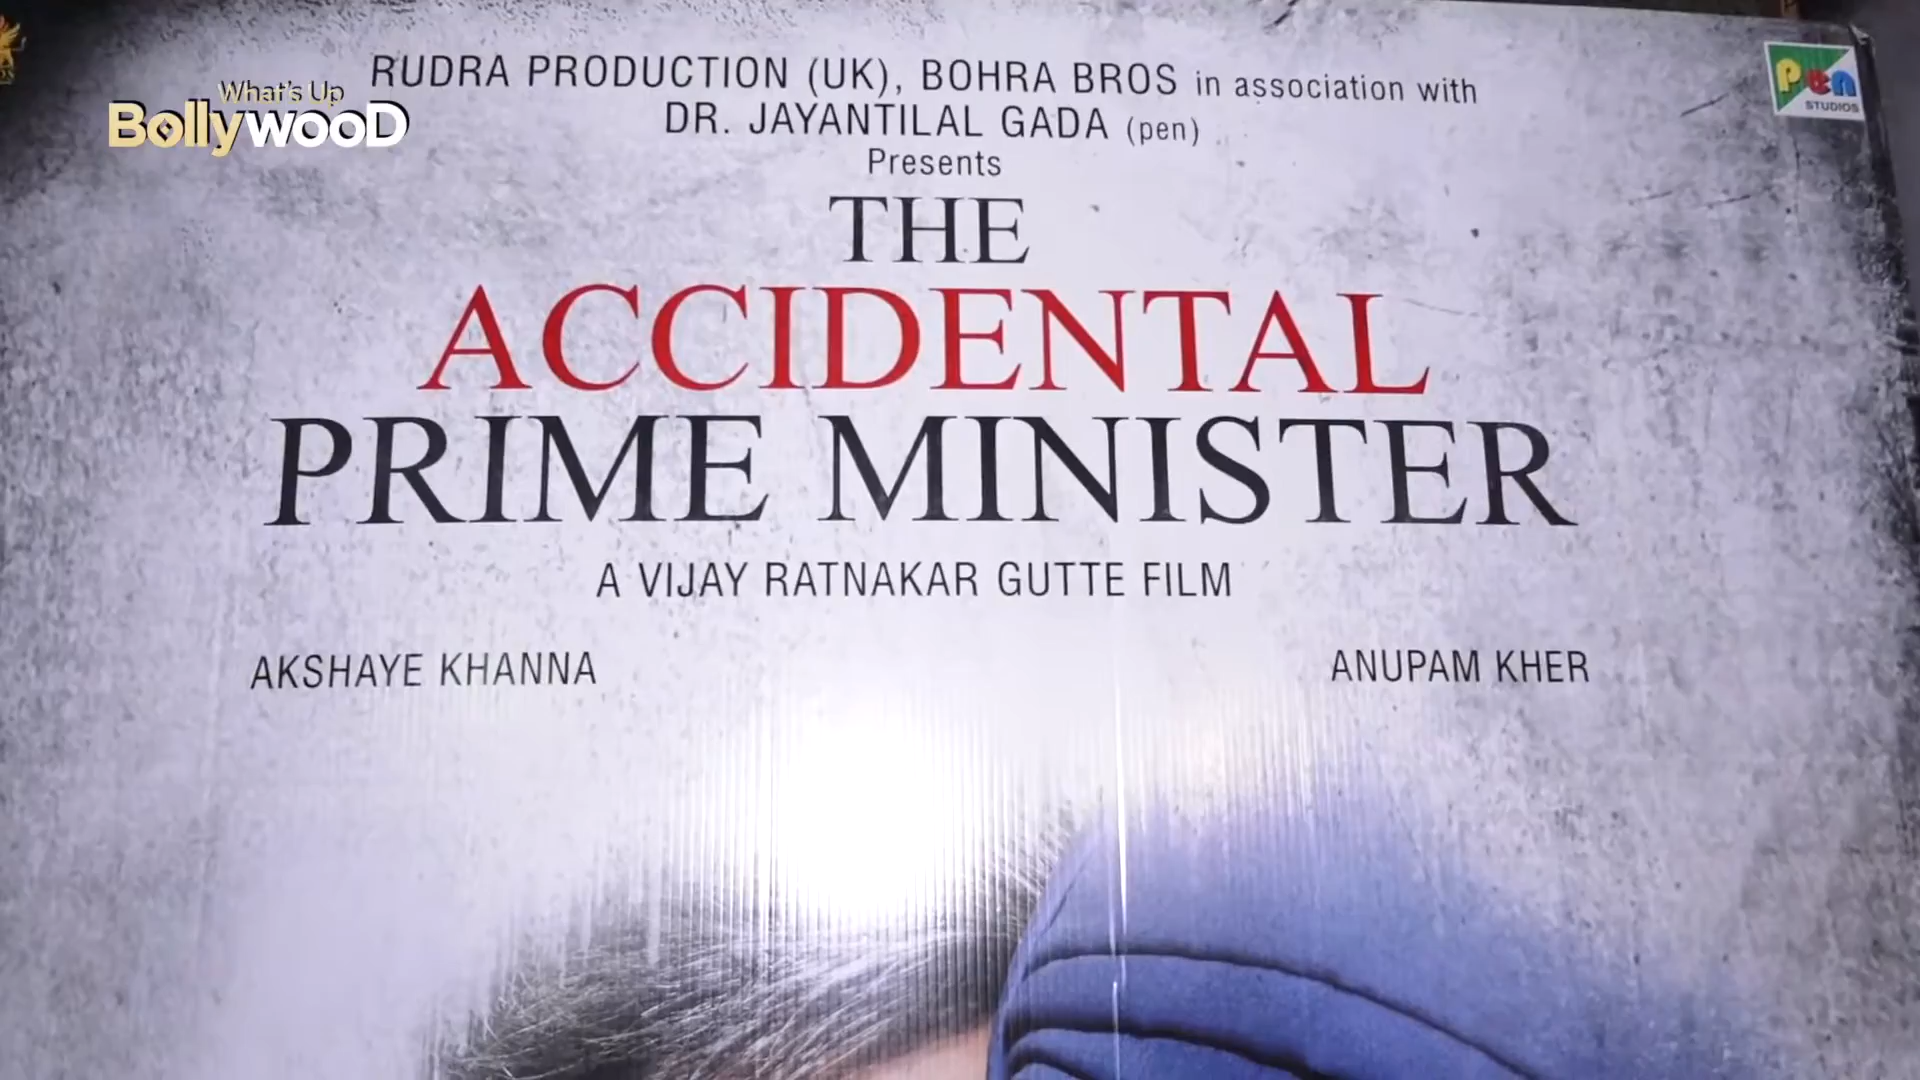 What's Up
BollywooD
RUDRA PRODUCTION (UK), BOHRA BROS in association with
DR. JAYANTILAL GADA (pen)
Presents
THE
ACCIDENTAL
PRIME MINISTER
A VIJAY RATNAKAR GUTTE FILM
AKSHAYE KHANNA
ANUPAM KHER
Pen
STUDIOS